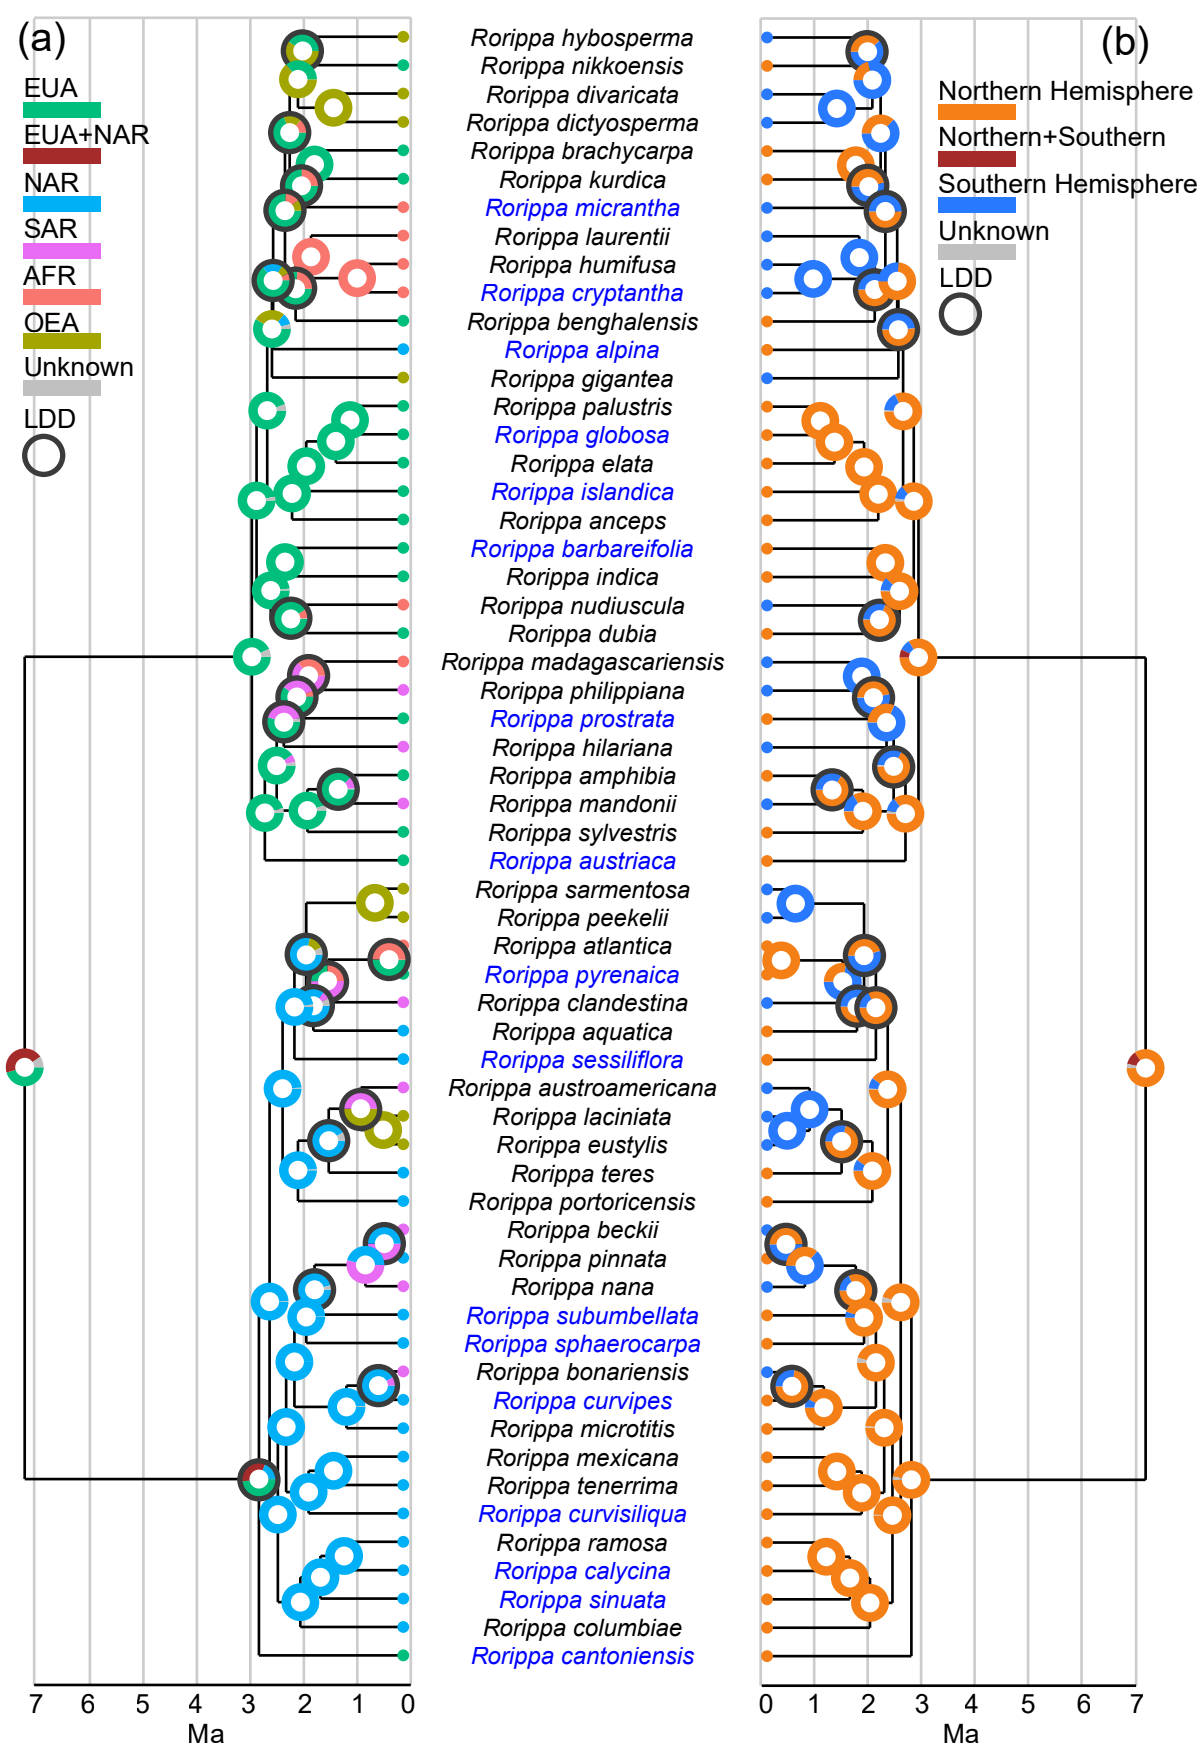 (a)
EUA
EUA+NAR
NAR
SAR
AFR
OEA
Unknown
LDD
Rorippa hybosperma
Rorippa nikkoensis
Rorippa divaricata
Rorippa dictyosperma
Rorippa brachycarpa
Rorippa kurdica
Rorippa micrantha
Rorippa laurentii
Rorippa humifusa
Rorippa cryptantha
Rorippa benghalensis
Rorippa alpina
Rorippa gigantea
Rorippa palustris
Rorippa globosa
Rorippa elata
Rorippa islandica
Rorippa anceps
Rorippa barbareifolia
Rorippa indica
Rorippa nudiuscula
Rorippa dubia
Rorippa madagascariensis
Rorippa philippiana
Rorippa prostrata
Rorippa hilariana
Rorippa amphibia
Rorippa mandonii
Rorippa sylvestris
Rorippa austriaca
Rorippa sarmentosa
Rorippa peekelii
Rorippa atlantica
Rorippa pyrenaica
Rorippa clandestina
Rorippa aquatica
Rorippa sessiliflora
Rorippa austroamericana
Rorippa laciniata
Rorippa eustylis
Rorippa teres
Rorippa portoricensis
Rorippa beckii
Rorippa pinnata
Rorippa nana
Rorippa subumbellata
Rorippa sphaerocarpa
Rorippa bonariensis
Rorippa curvipes
Rorippa microtitis
Rorippa mexicana
Rorippa tenerrima
Rorippa curvisiliqua
Rorippa ramosa
Rorippa calycina
Rorippa sinuata
Rorippa columbiae
Rorippa cantoniensis
(b)
Northern Hemisphere
Northern+Southern
Southern Hemisphere
Unknown
LDD
7 6 5 4 3 2 1 0
Ma
0 1 2 3 4 5 6 7
Ma